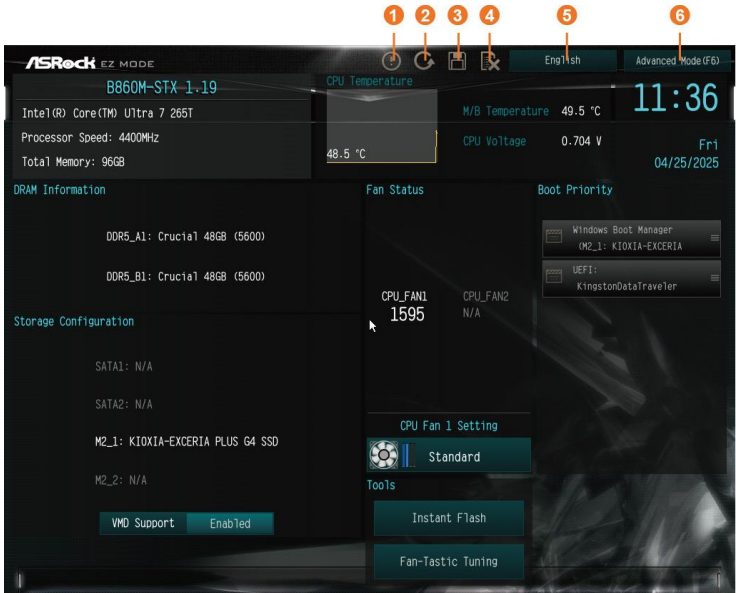 1 2 3 4 5 6
ASRock EZ MODE
English
Advanced Mode(F6)
B860M-STX 1.19
Intel(R) Core(TM) Ultra 7 265T
Processor Speed: 4400MHz
Total Memory: 96GB
CPU Temperature
48.5 °C
M/B Temperature 49.5 °C
CPU Voltage 0.704 V
11:36
Fri
04/25/2025
DRAM Information
DDR5_A1: Crucial 48GB (5600)
DDR5_B1: Crucial 48GB (5600)
Storage Configuration
SATA1: N/A
SATA2: N/A
M2_1: KIOXIA-EXCERIA PLUS G4 SSD
M2_2: N/A
VMD Support Enabled
Fan Status
CPU_FAN1 CPU_FAN2
1595 N/A
CPU Fan 1 Setting
Standard
Tools
Instant Flash
Fan-Tastic Tuning
Boot Priority
Windows Boot Manager
(M2_1: KIOXIA-EXCERIA
UEFI:
KingstonDataTraveler